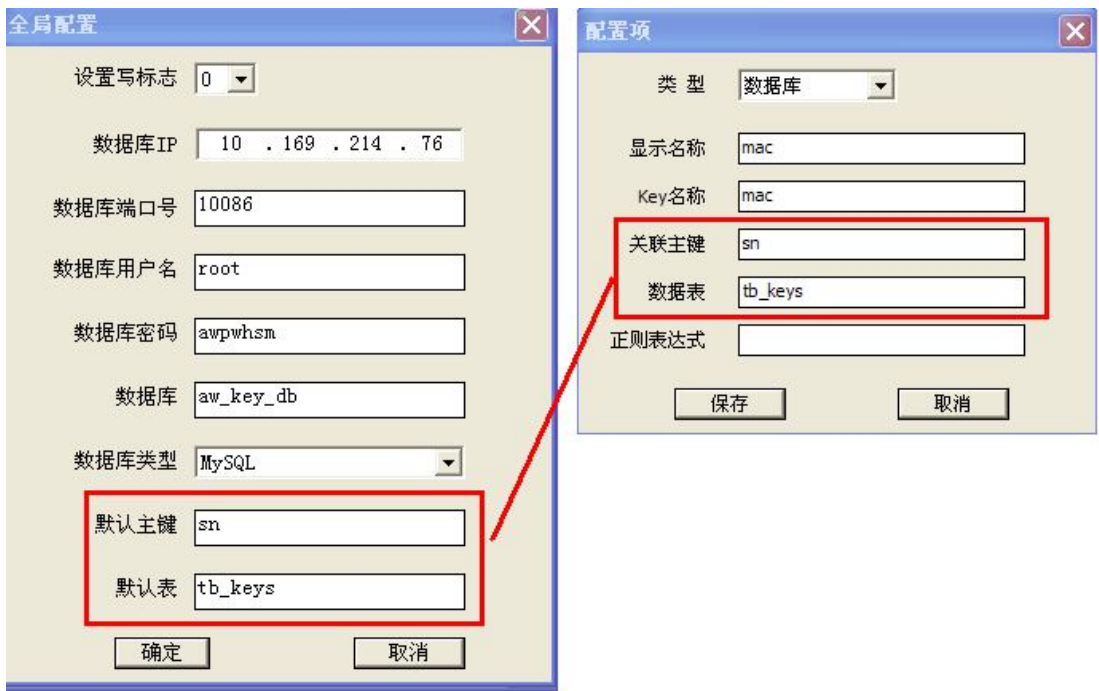 全局配置
设置写标志 0
数据库IP 10 . 169 . 214 . 76
数据库端口号 10086
数据库用户名 root
数据库密码 awpwhsm
数据库 aw_key_db
数据库类型 MySQL
默认主键 sn
默认表 tb_keys
确定 取消
配置项
类 型 数据库
显示名称 mac
Key名称 mac
关联主键 sn
数据表 tb_keys
正则表达式
保存 取消